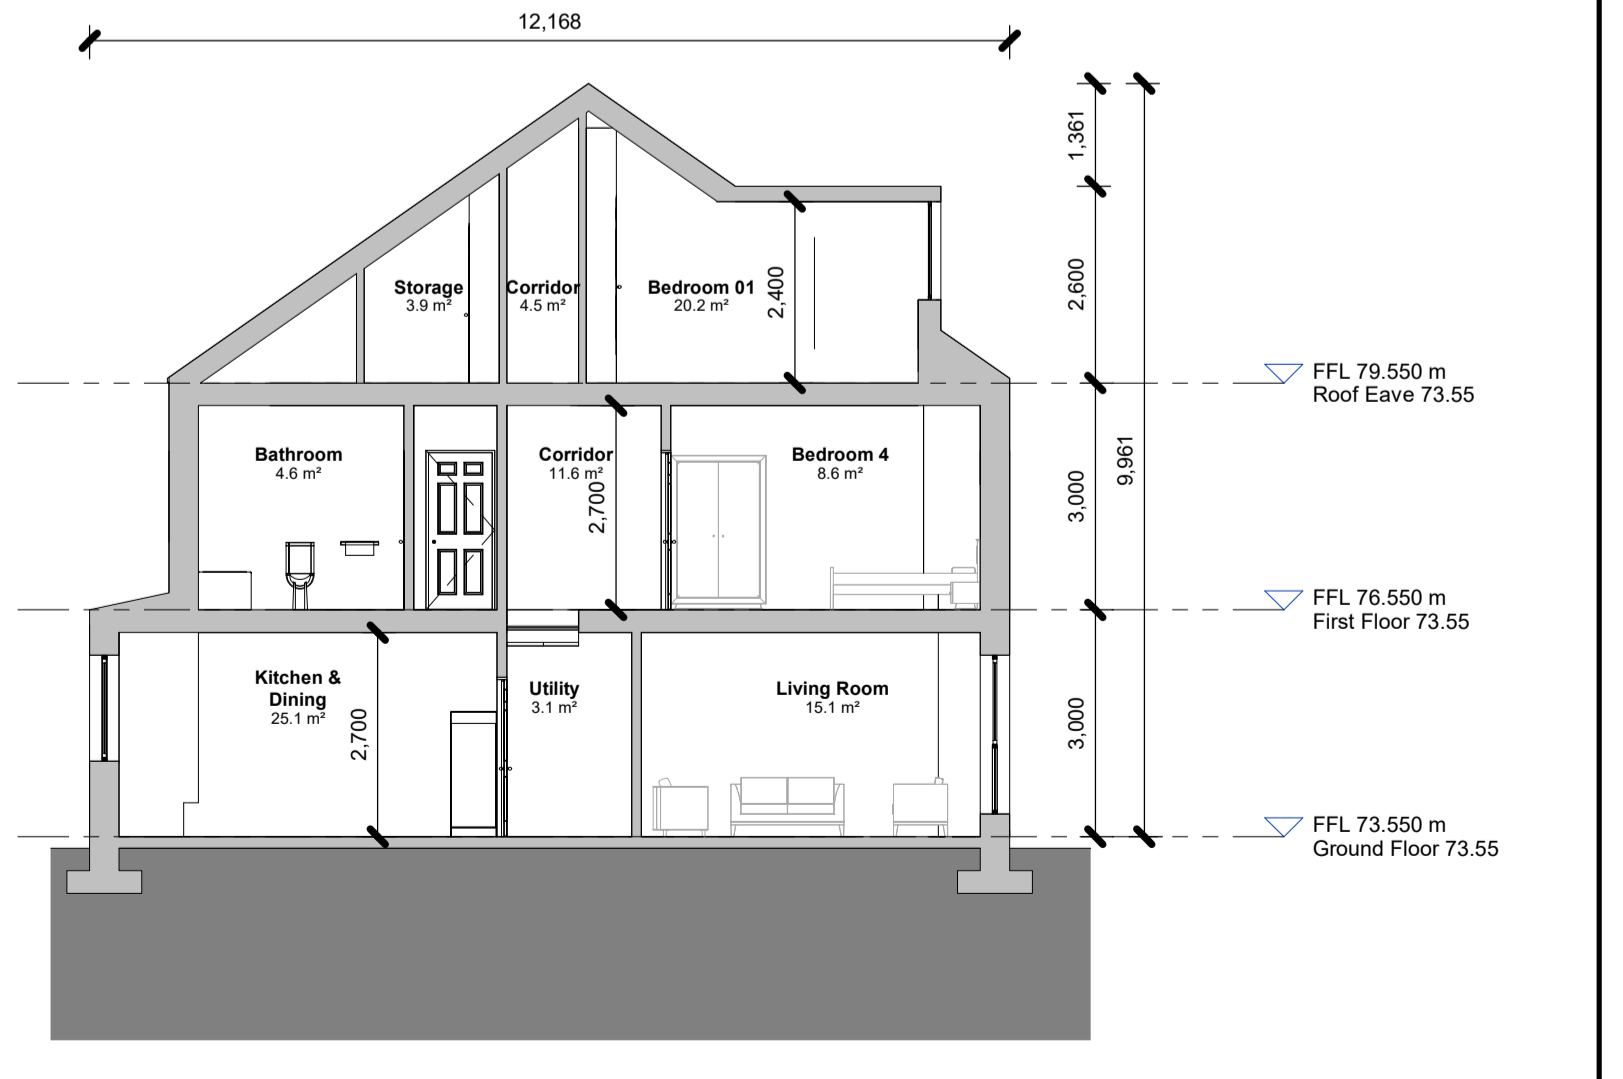 12,168
1,361
Storage
3.9 m²
Corridor
4.5 m²
Bedroom 01
20.2 m²
2,400
2,600
FFL 79.550 m
Roof Eave 73.55
Bathroom
4.6 m²
Corridor
11.6 m²
2,700
Bedroom 4
8.6 m²
3,000
9,961
FFL 76.550 m
First Floor 73.55
Kitchen &
Dining
25.1 m²
2,700
Utility
3.1 m²
Living Room
15.1 m²
3,000
FFL 73.550 m
Ground Floor 73.55